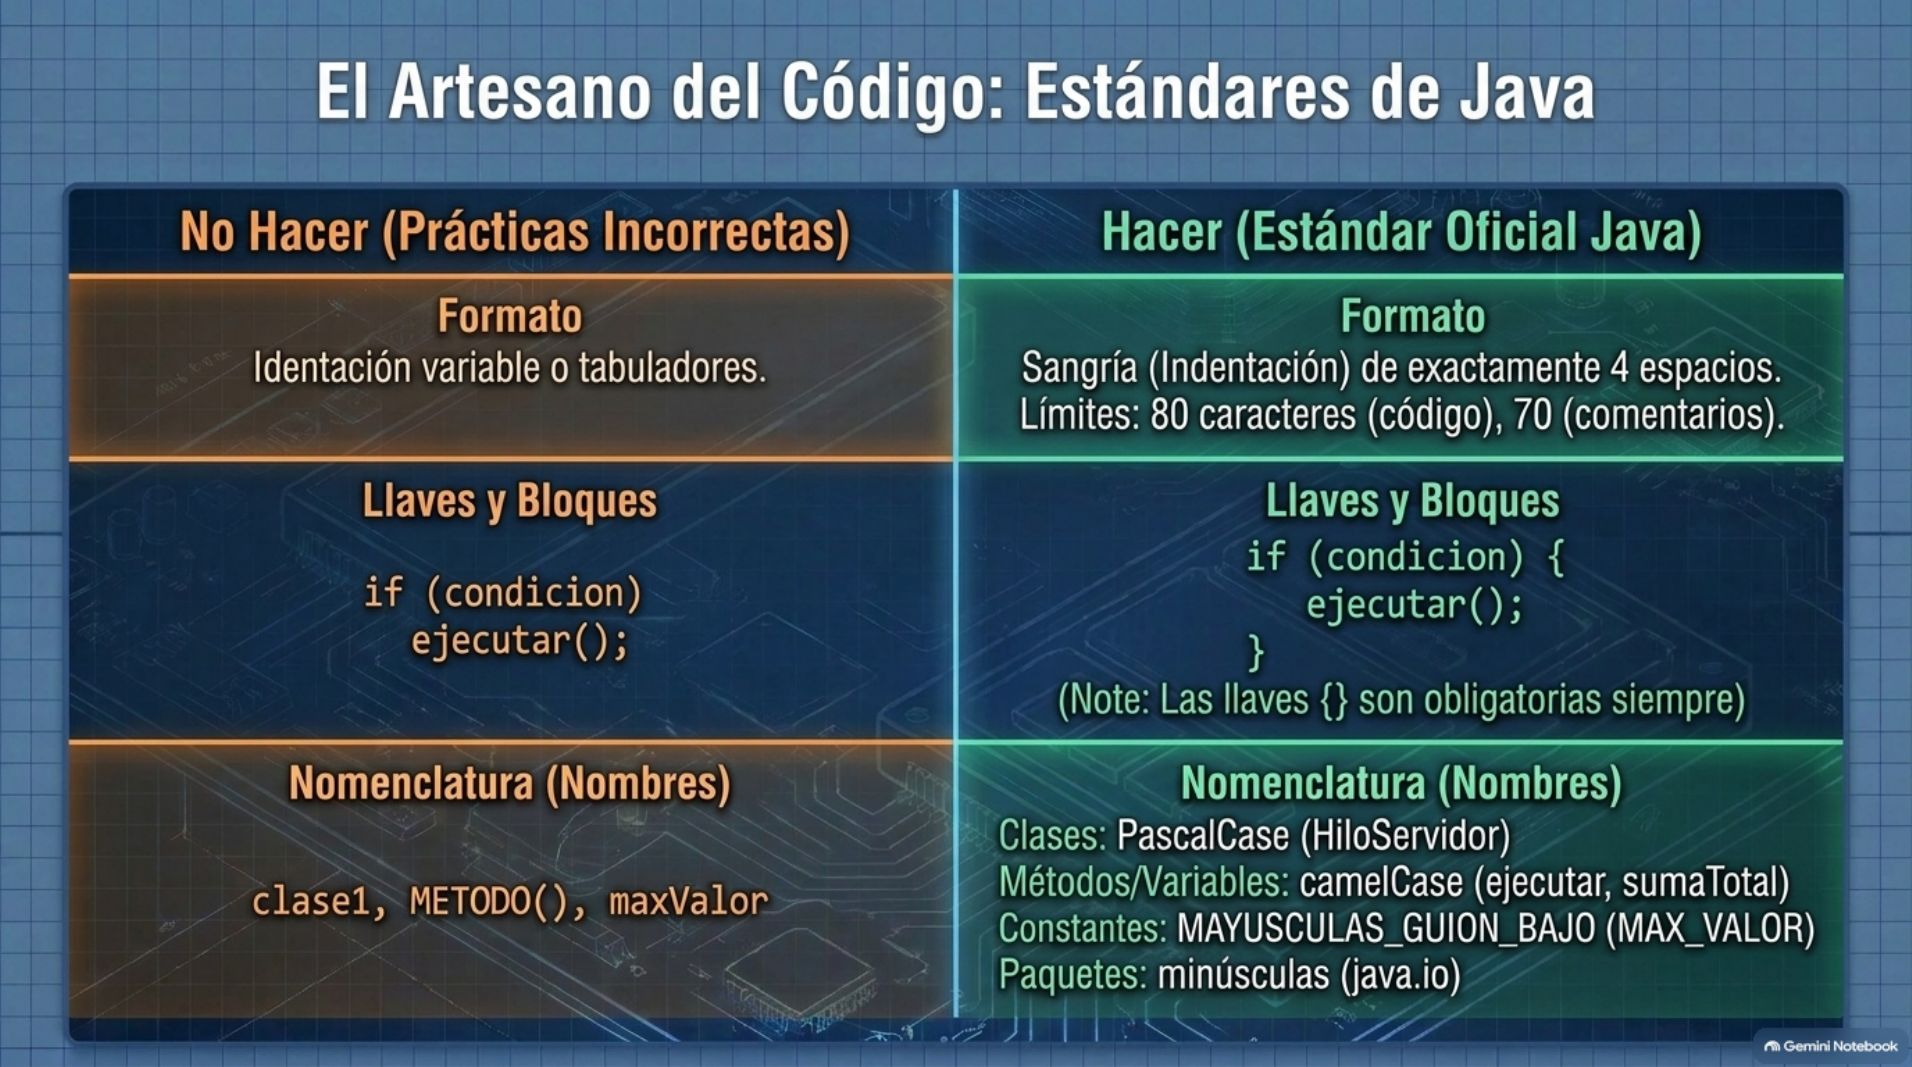 El Artesano del Código: Estándares de Java
No Hacer (Prácticas Incorrectas)
Formato
Identación variable o tabuladores.
Llaves y Bloques
if (condicion)
ejecutar();
Nomenclatura (Nombres)
clase1, METODO(), maxValor
Hacer (Estándar Oficial Java)
Formato
Sangría (Indentación) de exactamente 4 espacios.
Límites: 80 caracteres (código), 70 (comentarios).
Llaves y Bloques
if (condicion) {
ejecutar();
}
(Note: Las llaves {} son obligatorias siempre)
Nomenclatura (Nombres)
Clases: PascalCase (HiloServidor)
Métodos/Variables: camelCase (ejecutar, sumaTotal)
Constantes: MAYUSCULAS_GUION_BAJO (MAX_VALOR)
Paquetes: minúsculas (java.io)
Gemini Notebook